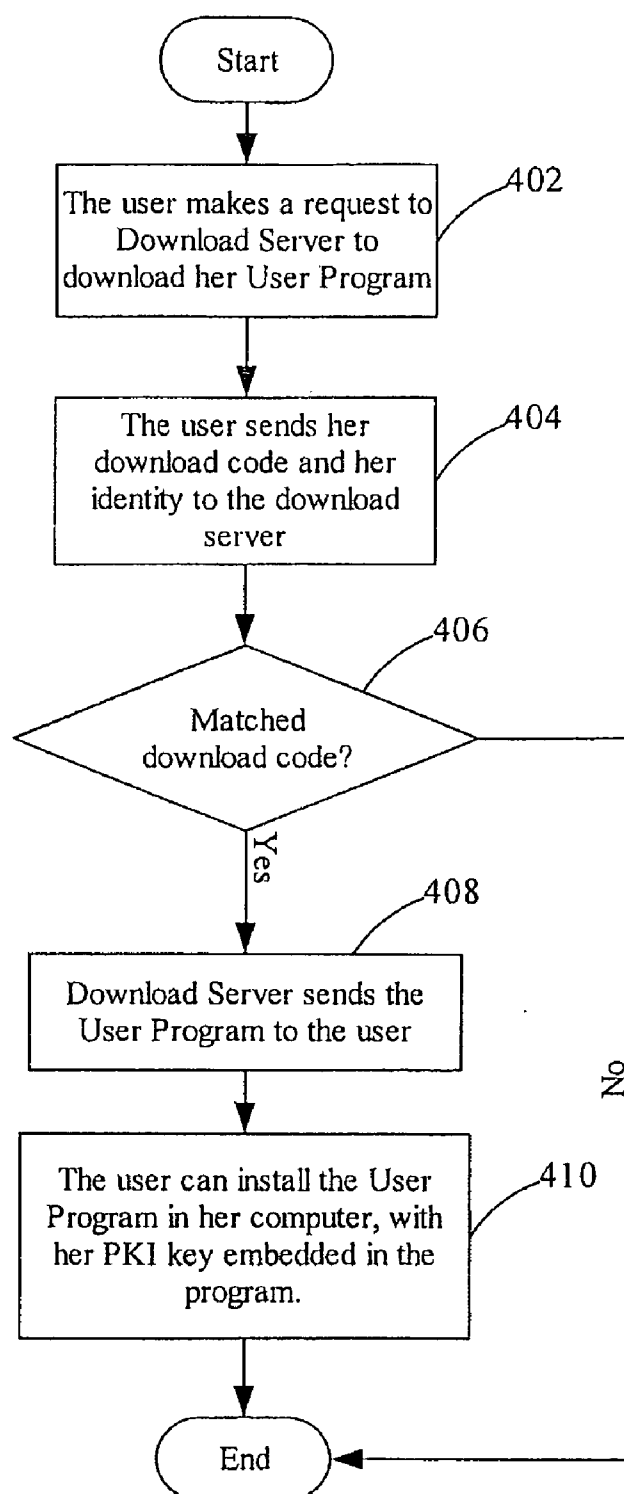 Start
402
The user makes a request to
Download Server to
download her User Program
404
The user sends her
download code and her
identity to the download
server
406
Matched
download code?
Yes
408
Download Server sends the
User Program to the user
No
410
The user can install the User
Program in her computer, with
her PKI key embedded in the
program.
End